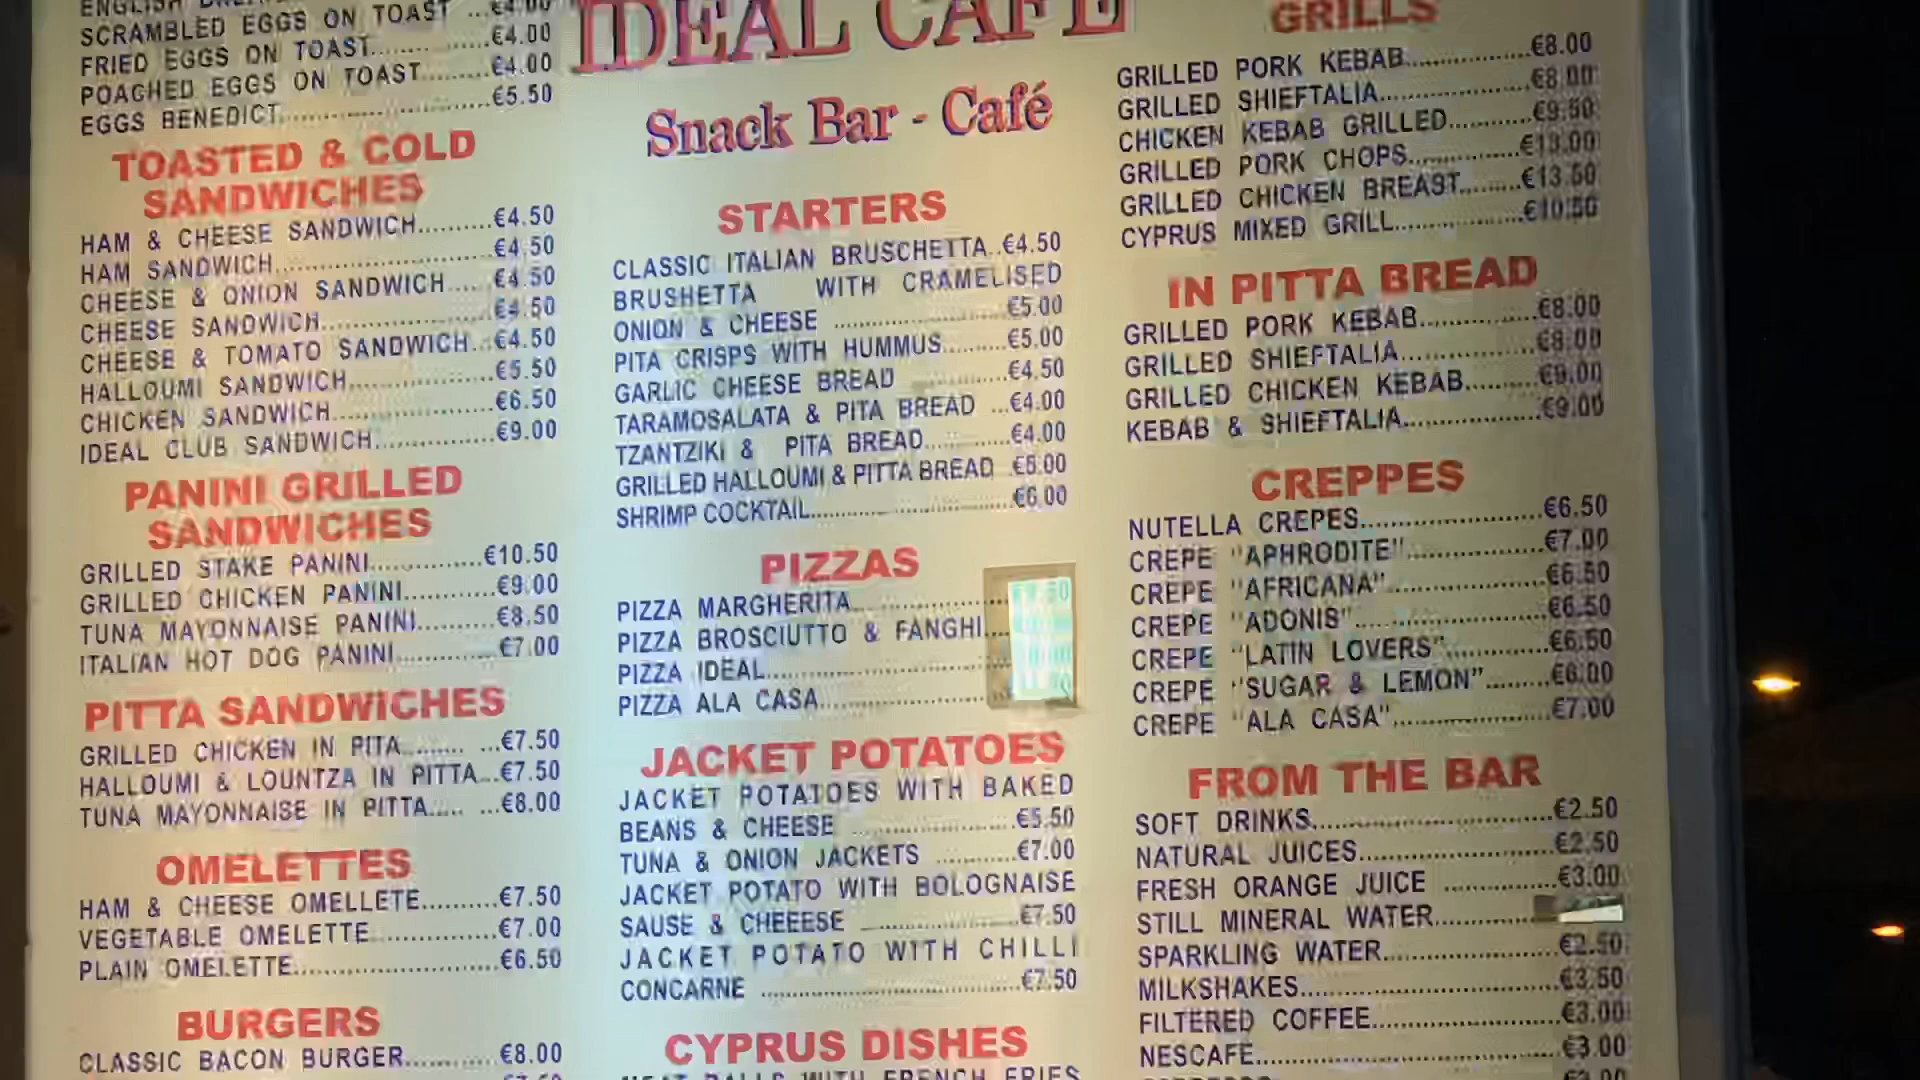 SCRAMBLED EGGS ON TOAST ...€4.00
FRIED EGGS ON TOAST..........€4.00
POACHED EGGS ON TOAST.......€4.00
EGGS BENEDICT......................€5.50
TOASTED & COLD
SANDWICHES
HAM & CHEESE SANDWICH..........€4.50
HAM SANDWICH..........................€4.50
CHEESE & ONION SANDWICH.....€4.50
CHEESE SANDWICH.....................€4.50
CHEESE & TOMATO SANDWICH...€4.50
HALLOUMI SANDWICH.................€5.50
CHICKEN SANDWICH...................€6.50
IDEAL CLUB SANDWICH..............€9.00
PANINI GRILLED
SANDWICHES
GRILLED STAKE PANINI.............€10.50
GRILLED CHICKEN PANINI...........€9.00
TUNA MAYONNAISE PANINI.........€8.50
ITALIAN HOT DOG PANINI............€7.00
PITTA SANDWICHES
GRILLED CHICKEN IN PITA....... ...€7.50
HALLOUMI & LOUNTZA IN PITTA...€7.50
TUNA MAYONNAISE IN PITTA..... ...€8.00
OMELETTES
HAM & CHEESE OMELLETE..........€7.50
VEGETABLE OMELETTE................€7.00
PLAIN OMELETTE.........................€6.50
BURGERS
CLASSIC BACON BURGER............€8.00
IDEAL CAFE
Snack Bar - Café
STARTERS
CLASSIC ITALIAN BRUSCHETTA..€4.50
BRUSHETTA WITH CRAMELISED
ONION & CHEESE .....................€5.00
PITA CRISPS WITH HUMMUS.........€5.00
GARLIC CHEESE BREAD ............€4.50
TARAMOSALATA & PITA BREAD ...€4.00
TZANTZIKI & PITA BREAD...........€4.00
GRILLED HALLOUMI & PITTA BREAD
SHRIMP COCKTAIL.........................€6.00
PIZZAS
PIZZA MARGHERITA...................
PIZZA BROSCIUTTO & FANGHI....
PIZZA IDEAL.............................
PIZZA ALA CASA.......................
JACKET POTATOES
JACKET POTATOES WITH BAKED
BEANS & CHEESE ....................€5.50
TUNA & ONION JACKETS ..........€7.00
JACKET POTATO WITH BOLOGNAISE
SAUSE & CHEEESE ...................€7.50
JACKET POTATO WITH CHILLI
CONCARNE ...............................€7.50
CYPRUS DISHES
GRILLS
GRILLED PORK KEBAB...............€8.00
GRILLED SHIEFTALIA..................€8.00
CHICKEN KEBAB GRILLED..........€9.50
GRILLED PORK CHOPS..............
GRILLED CHICKEN BREAST........€13.50
CYPRUS MIXED GRILL................
IN PITTA BREAD
GRILLED PORK KEBAB...............€8.00
GRILLED SHIEFTALIA..................€8.00
GRILLED CHICKEN KEBAB..........€9.00
KEBAB & SHIEFTALIA.................€9.00
CREPPES
NUTELLA CREPES.......................€6.50
CREPE "APHRODITE"................€7.00
CREPE "AFRICANA"...................€6.50
CREPE "ADONIS".......................€6.50
CREPE "LATIN LOVERS".............€6.50
CREPE "SUGAR & LEMON"........€6.00
CREPE "ALA CASA"...................€7.00
FROM THE BAR
SOFT DRINKS.............................€2.50
NATURAL JUICES.......................€2.50
FRESH ORANGE JUICE ..............€3.00
STILL MINERAL WATER.............
SPARKLING WATER....................€2.50
MILKSHAKES..............................€3.50
FILTERED COFFEE.....................€3.00
NESCAFE...................................€3.00